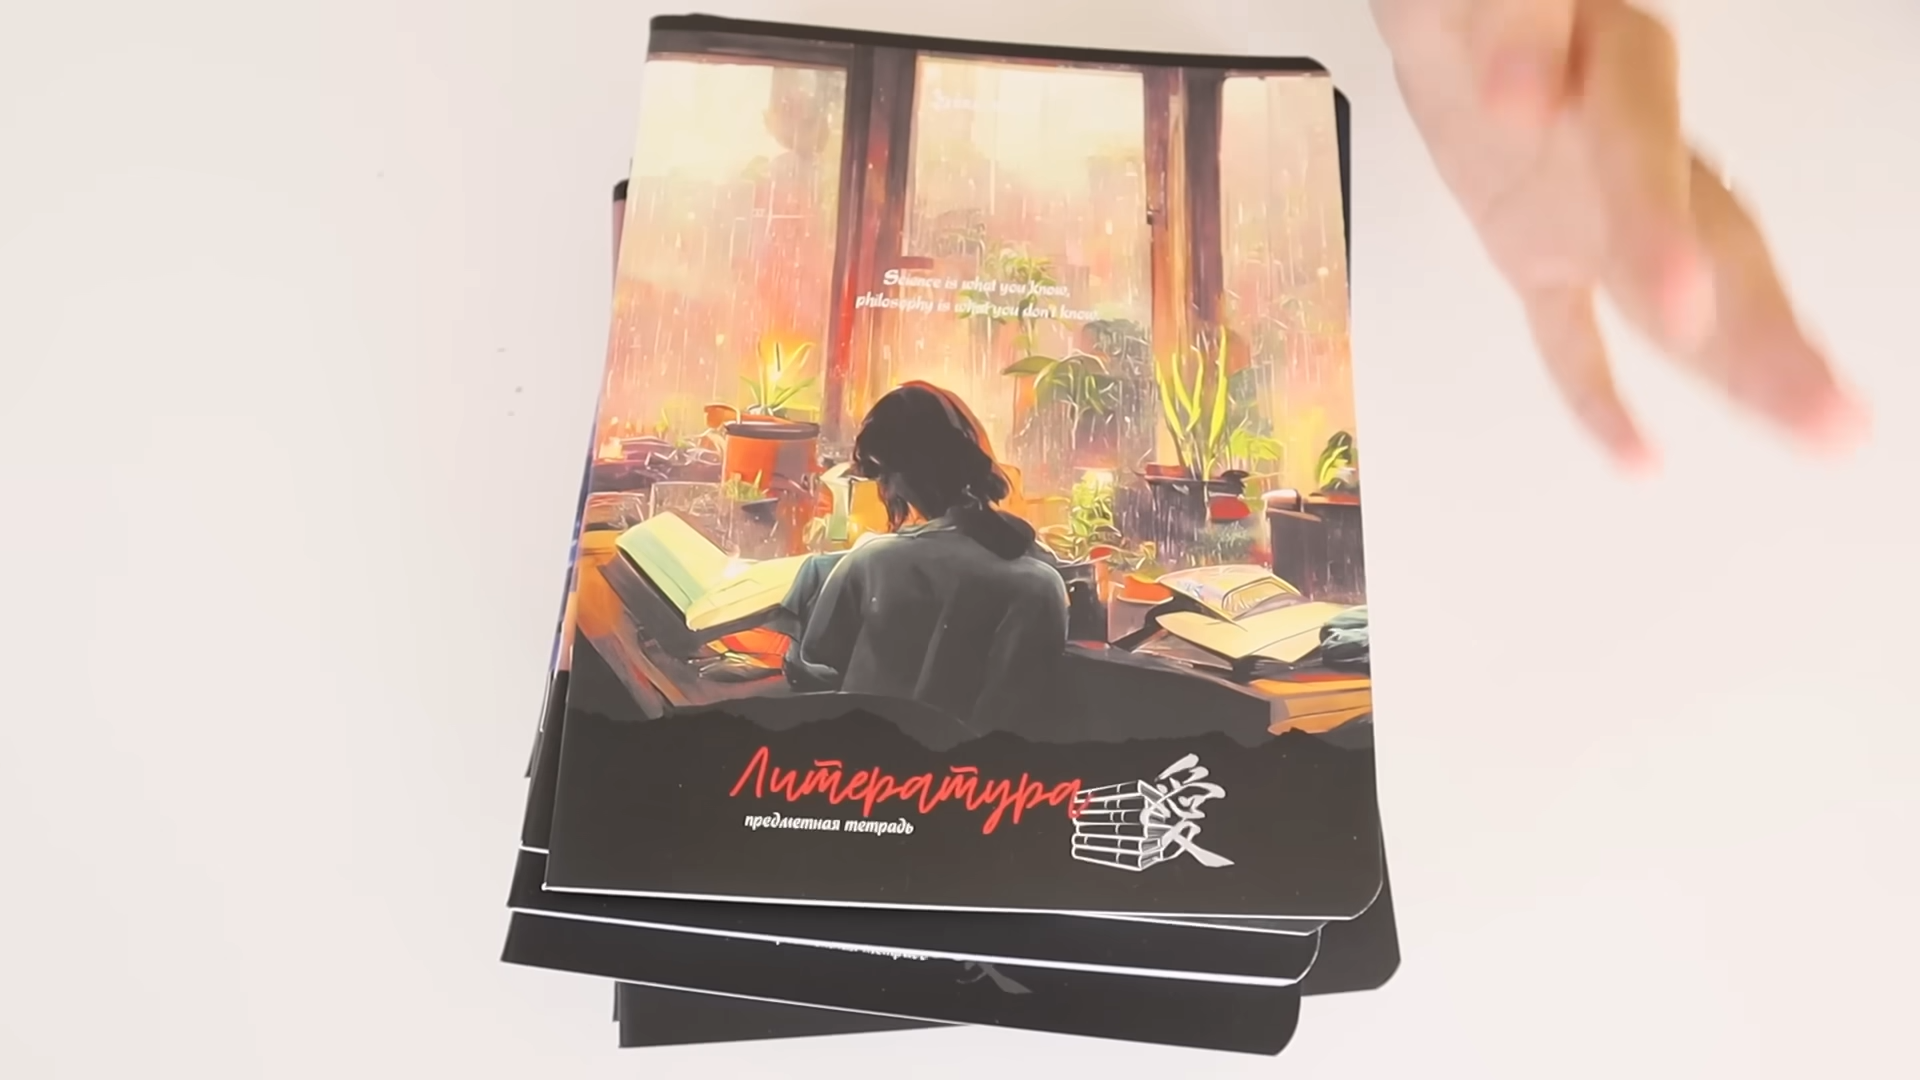 Science is what you know,
philosophy is what you don't know.
Литература
предметная тетрадь
愛